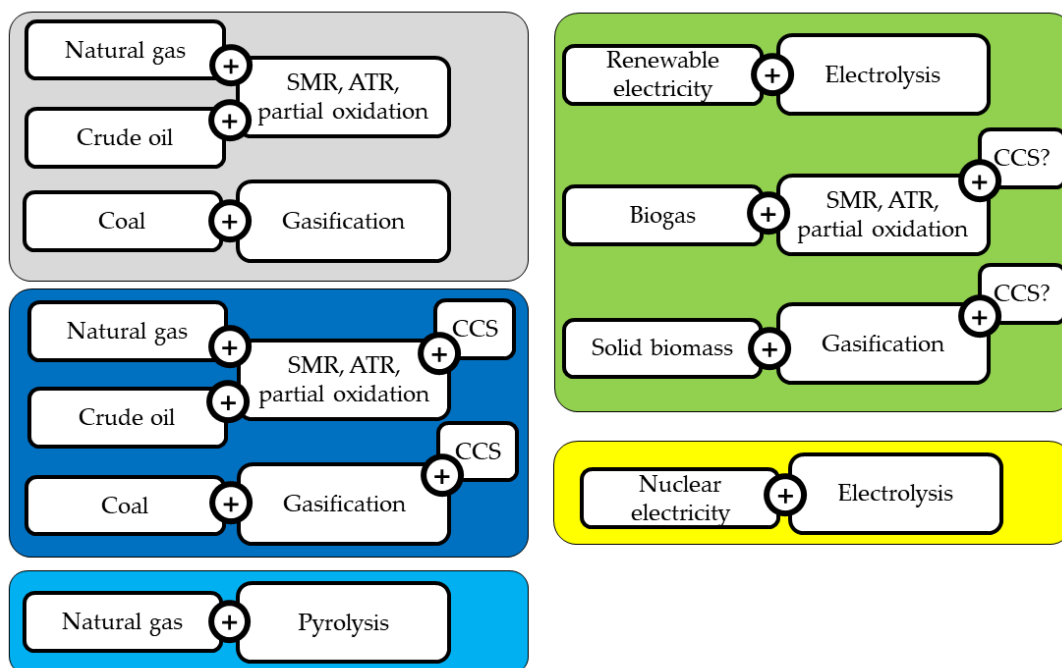 Natural gas
+
SMR, ATR,
partial oxidation
+
Crude oil
Coal
+
Gasification
Natural gas
+
SMR, ATR,
partial oxidation
+
CCS
+
Crude oil
Coal
+
Gasification
+
CCS
Natural gas
+
Pyrolysis
Renewable
electricity
+
Electrolysis
Biogas
+
SMR, ATR,
partial oxidation
+
CCS?
Solid biomass
+
Gasification
+
CCS?
Nuclear
electricity
+
Electrolysis